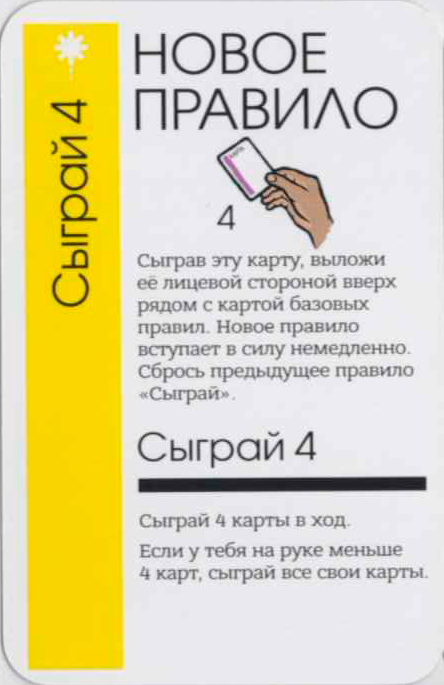 Сыграй 4
НОВОЕ
ПРАВИЛО
КАРТЫ
4
Сыграв эту карту, выложи
её лицевой стороной вверх
рядом с картой базовых
правил. Новое правило
вступает в силу немедленно.
Сбрось предыдущее правило
«Сыграй».
Сыграй 4
Сыграй 4 карты в ход.
Если у тебя на руке меньше
4 карт, сыграй все свои карты.